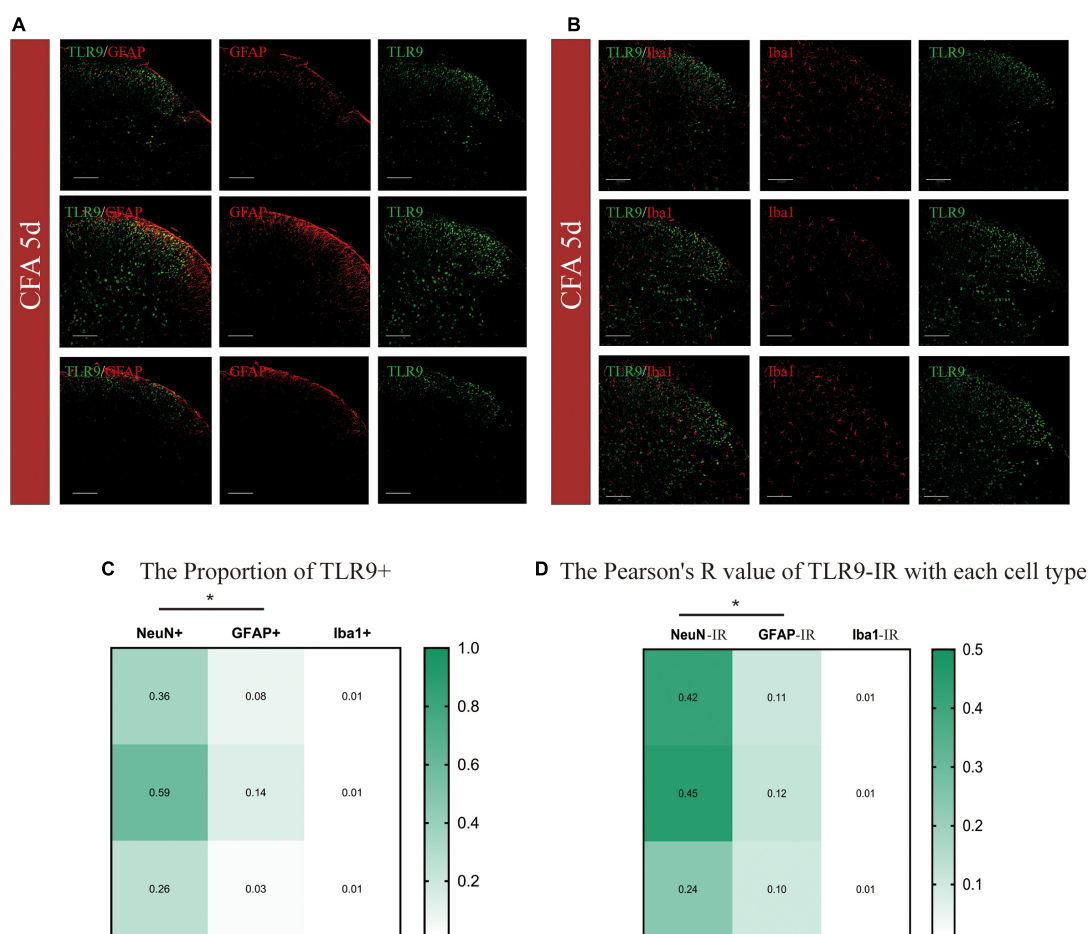 A
B
CFA 5d
TLR9/GFAP
GFAP
TLR9
TLR9/GFAP
GFAP
TLR9
TLR9/GFAP
GFAP
TLR9
CFA 5d
TLR9/Iba1
Iba1
TLR9
TLR9/Iba1
Iba1
TLR9
TLR9/Iba1
Iba1
TLR9
C The Proportion of TLR9+
*
NeuN+ GFAP+ Iba1+
0.36 0.08 0.01
0.59 0.14 0.01
0.26 0.03 0.01
1.0
0.8
0.6
0.4
0.2
D The Pearson's R value of TLR9-IR with each cell type
*
NeuN-IR GFAP-IR Iba1-IR
0.42 0.11 0.01
0.45 0.12 0.01
0.24 0.10 0.01
0.5
0.4
0.3
0.2
0.1